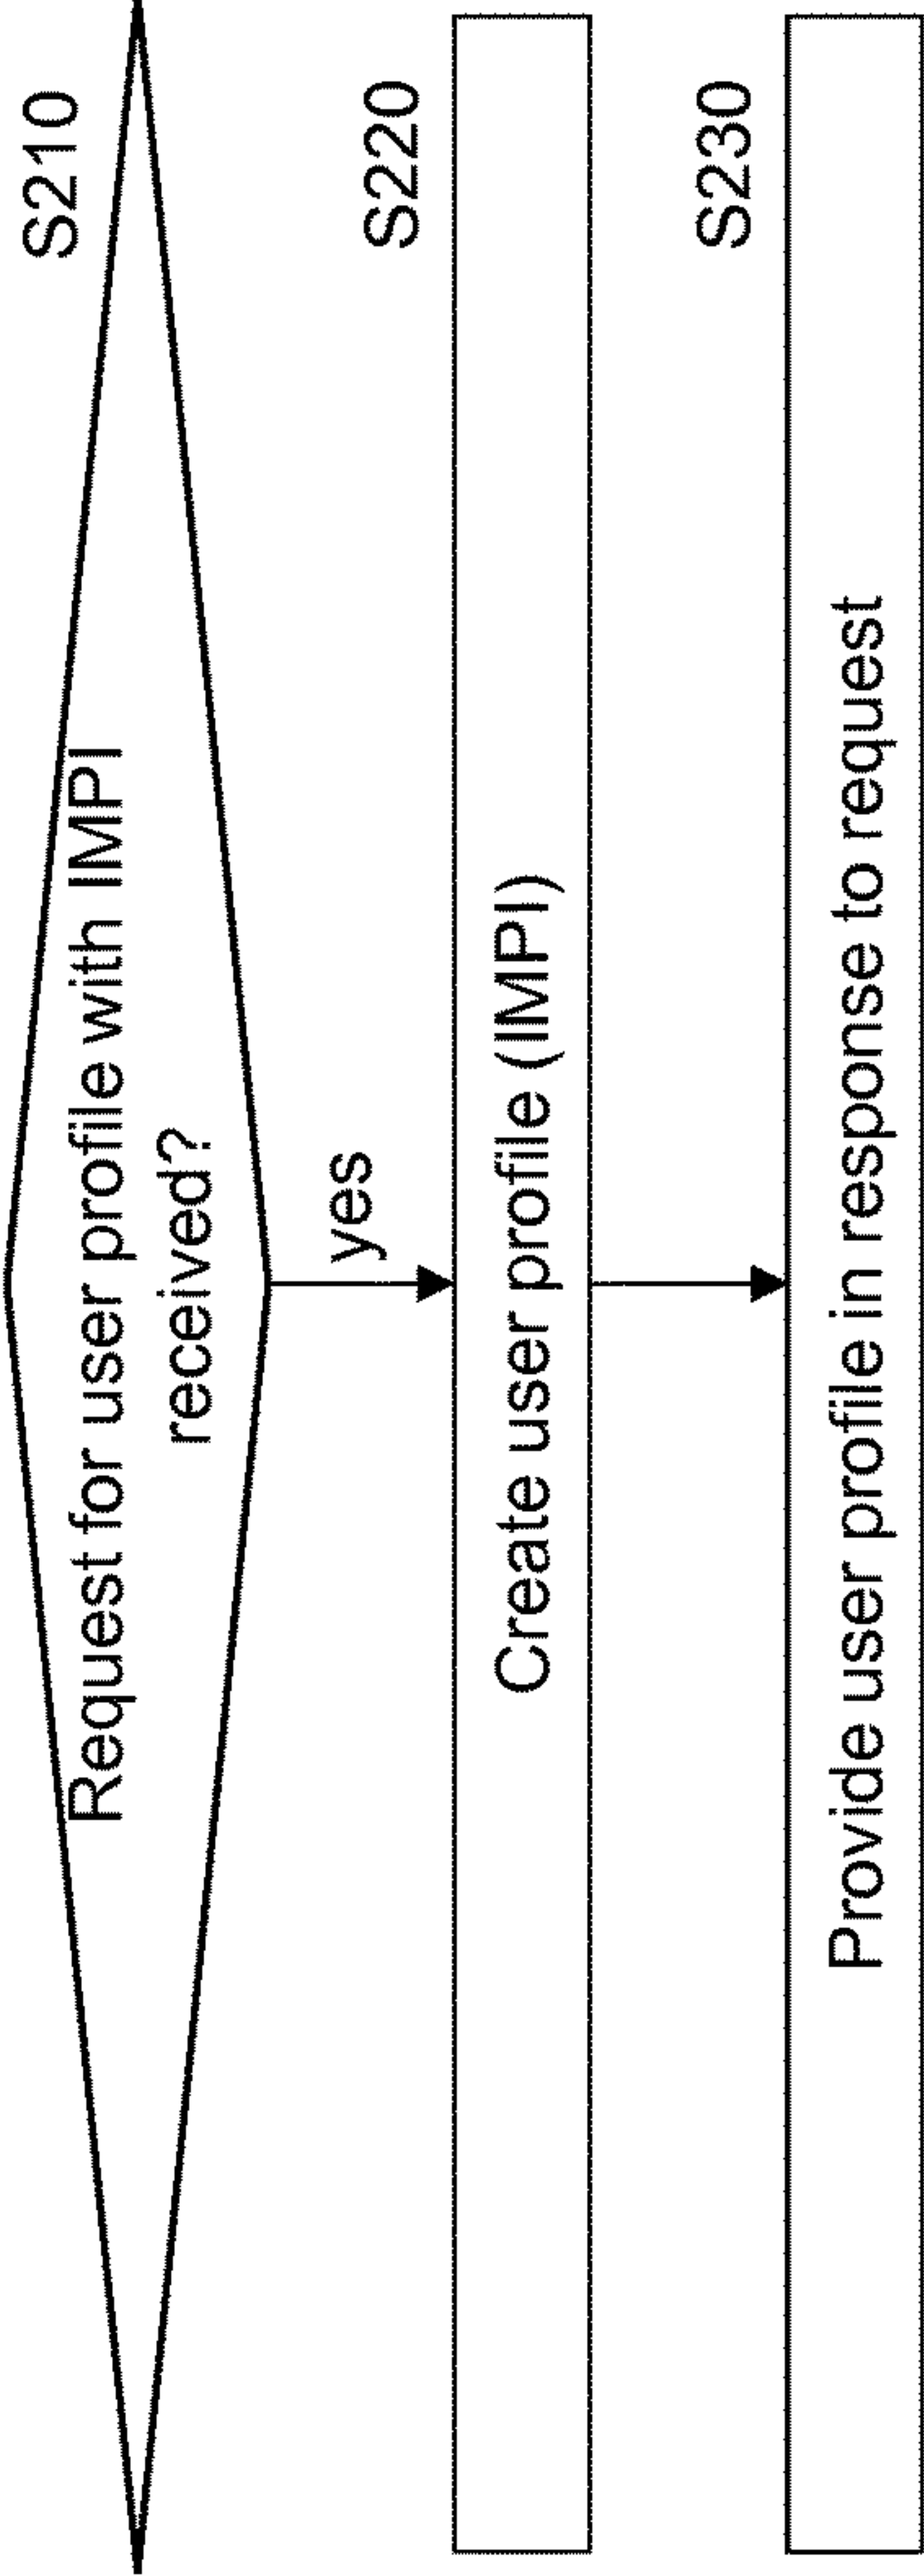 S210
Request for user profile with IMPI
received?
yes
S220
Create user profile (IMPI)
S230
Provide user profile in response to request